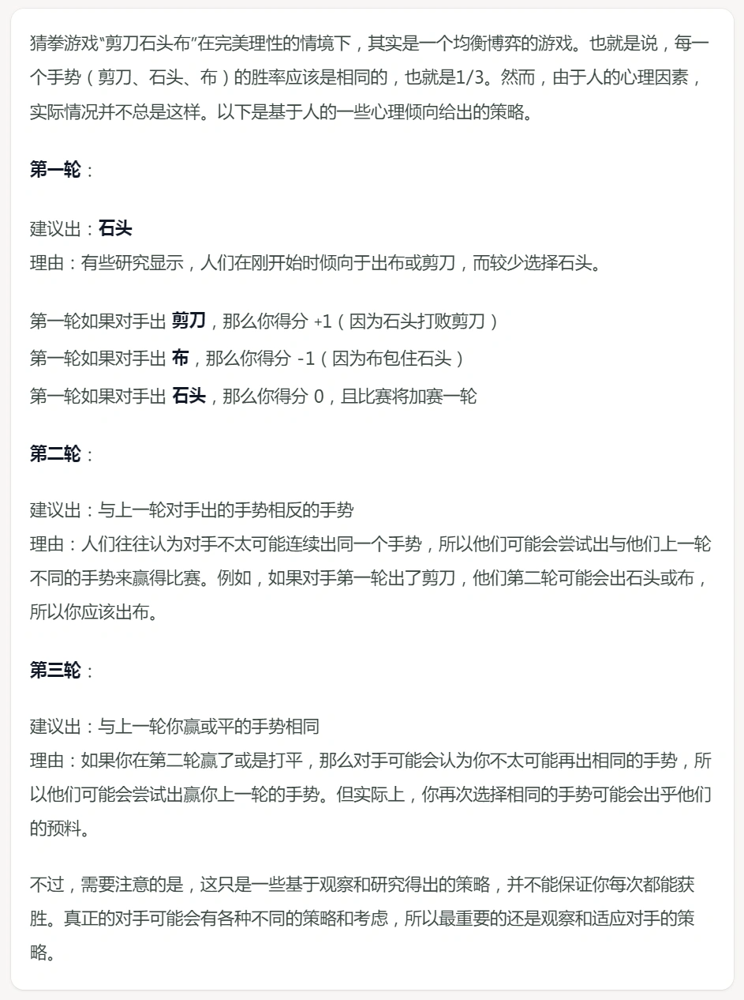 猜拳游戏“剪刀石头布”在完美理性的情境下，其实是一个均衡博弈的游戏。也就是说，每一
个手势（剪刀、石头、布）的胜率应该是相同的，也就是1/3。然而，由于人的心理因素，
实际情况并不总是这样。以下是基于人的一些心理倾向给出的策略。
第一轮：
建议出：石头
理由：有些研究显示，人们在刚开始时倾向于出布或剪刀，而较少选择石头。
第一轮如果对手出 剪刀，那么你得分 +1（因为石头打败剪刀）
第一轮如果对手出 布，那么你得分 -1（因为布包住石头）
第一轮如果对手出 石头，那么你得分 0，且比赛将加赛一轮
第二轮：
建议出：与上一轮对手出的手势相反的手势
理由：人们往往认为对手不太可能连续出同一个手势，所以他们可能会尝试出与他们上一轮
不同的手势来赢得比赛。例如，如果对手第一轮出了剪刀，他们第二轮可能会出石头或布，
所以你应该出布。
第三轮：
建议出：与上一轮你赢或平的手势相同
理由：如果你在第二轮赢了或是打平，那么对手可能会认为你不太可能再出相同的手势，所
以他们可能会尝试出赢你上一轮的手势。但实际上，你再次选择相同的手势可能会出乎他们
的预料。
不过，需要注意的是，这只是一些基于观察和研究得出的策略，并不能保证你每次都能获
胜。真正的对手可能会有各种不同的策略和考虑，所以最重要的还是观察和适应对手的策
略。